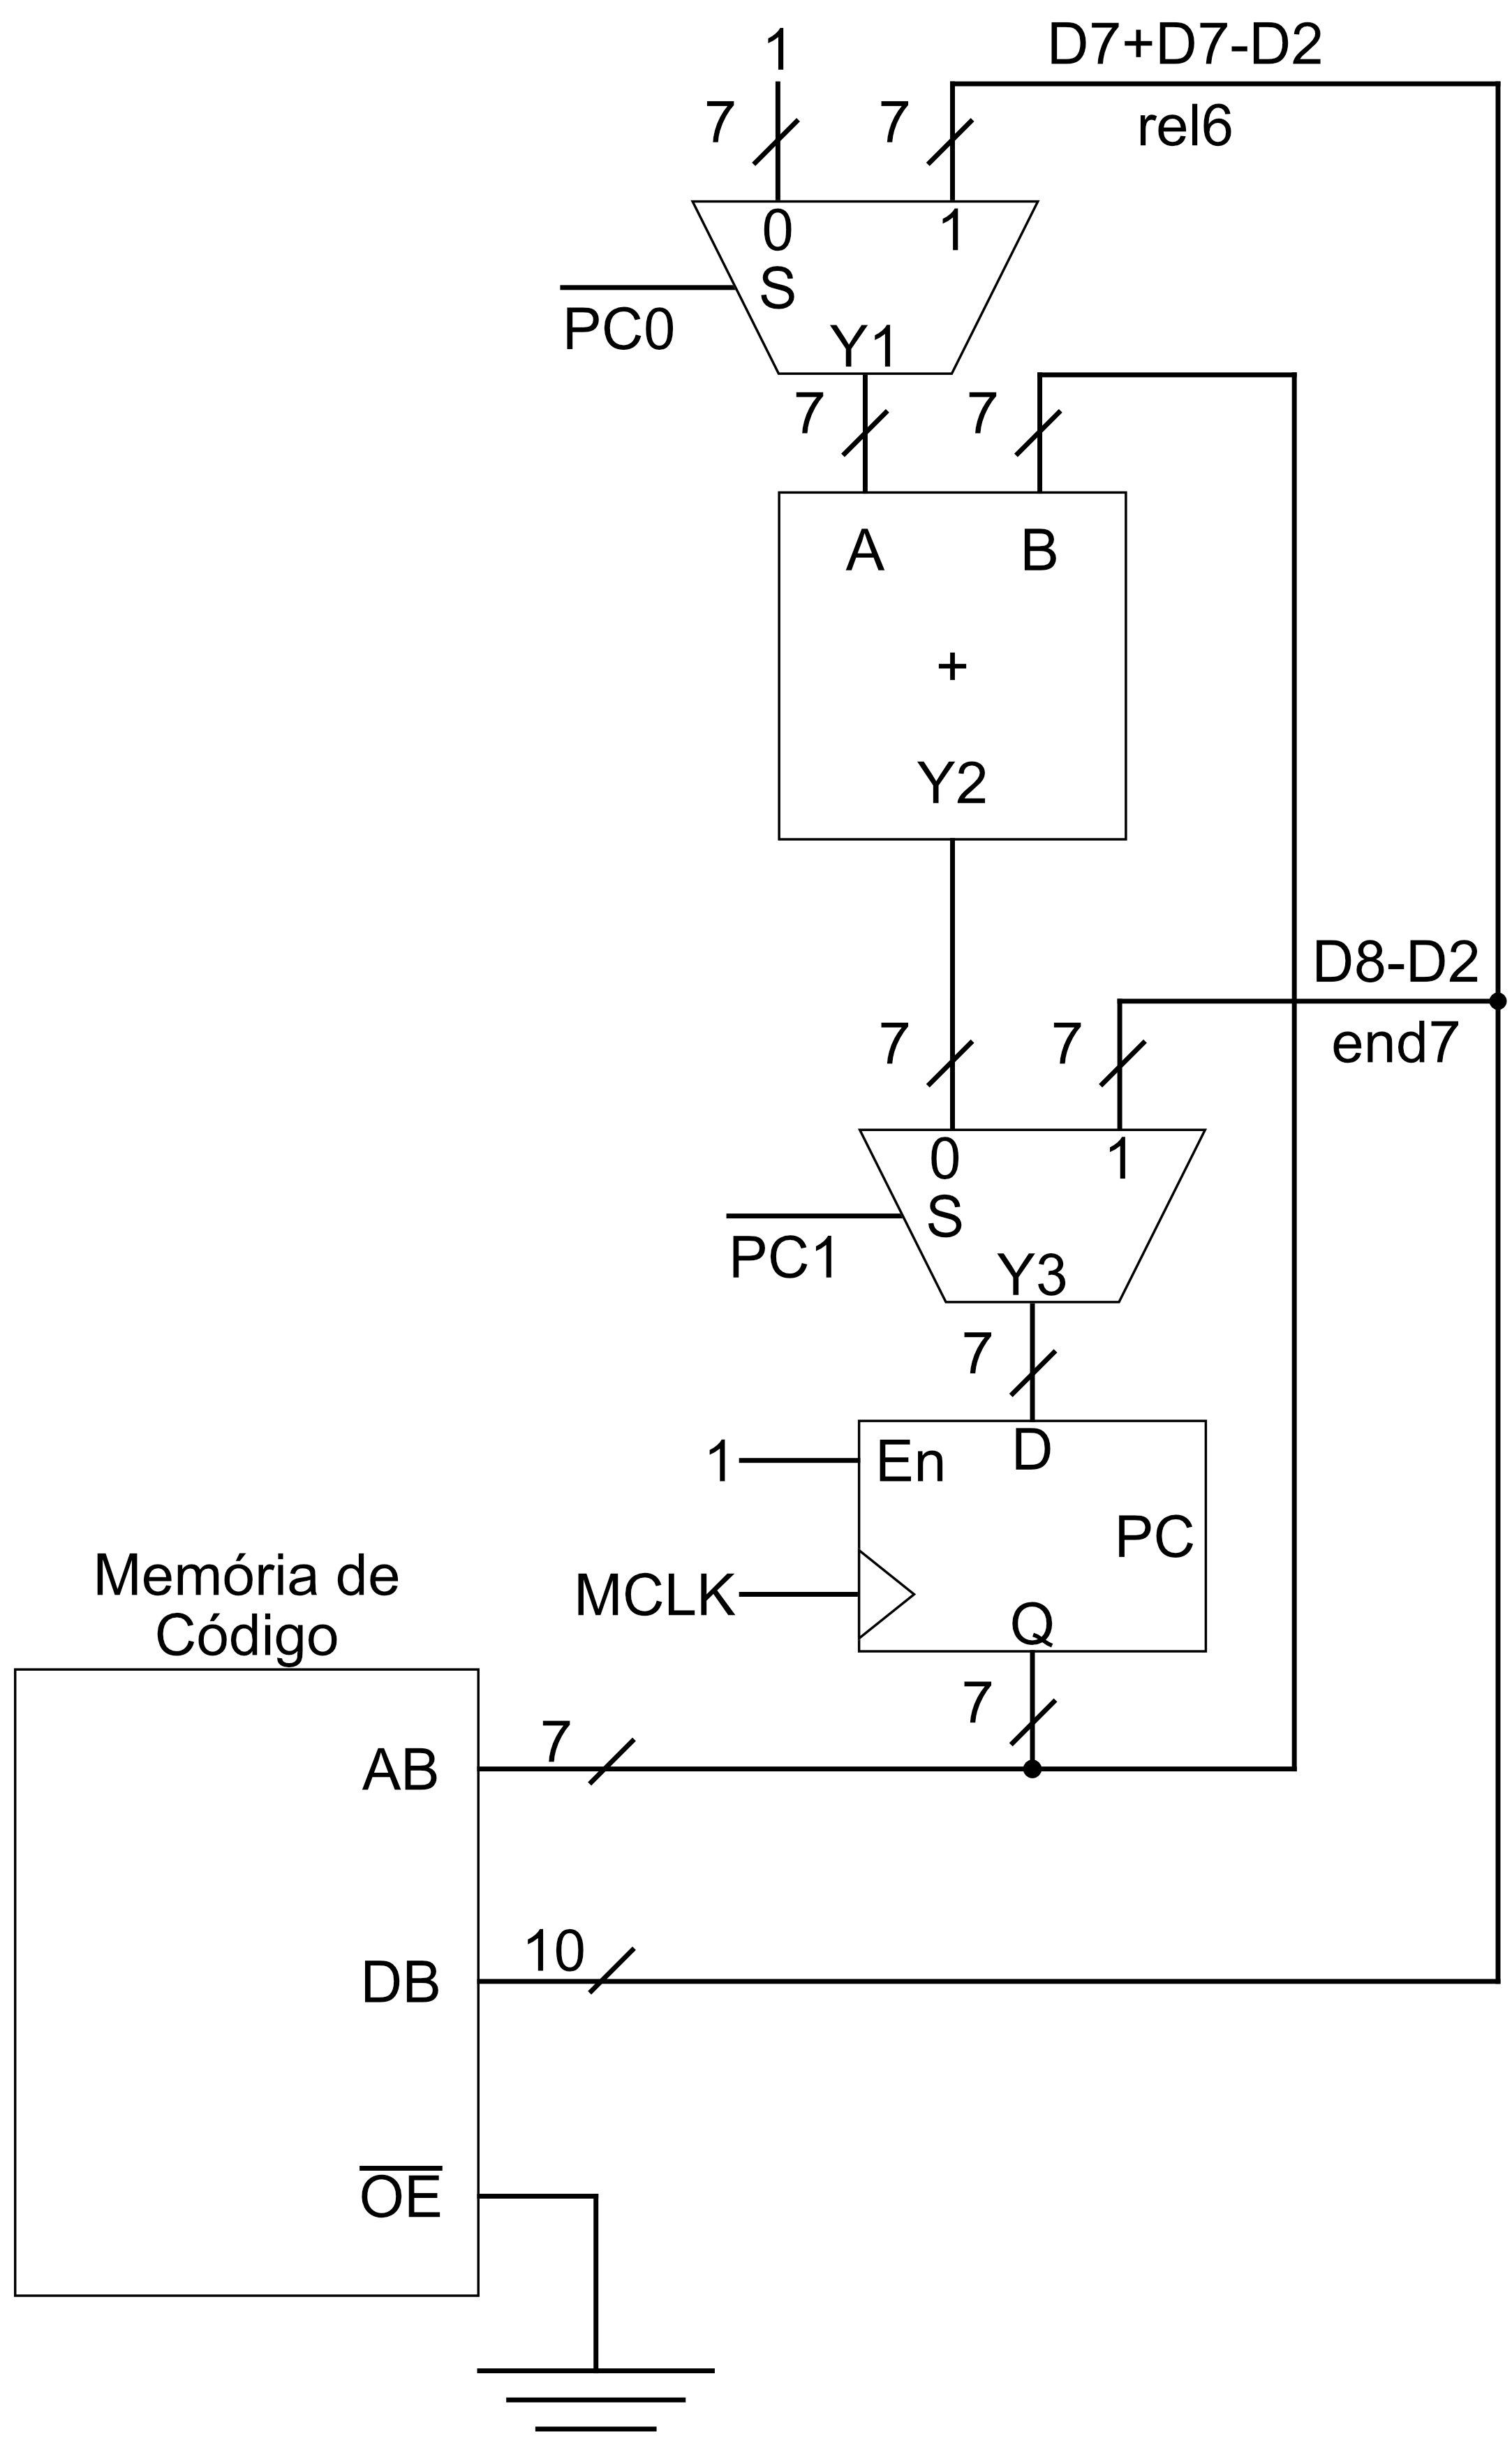 1
D7+D7-D2
7
7
rel6
0
1
S
PC0
Y1
7
7
A
B
+
Y2
D8-D2
7
7
end7
0
1
S
PC1
Y3
7
1
En
D
PC
MCLK
Q
Memória de
Código
7
7
AB
10
DB
OE